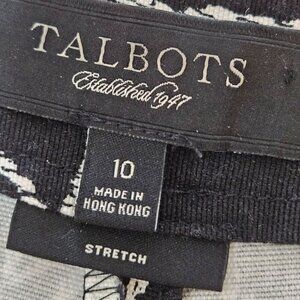 TALBOTS
Established 1947
10
MADE IN
HONG KONG
STRETCH